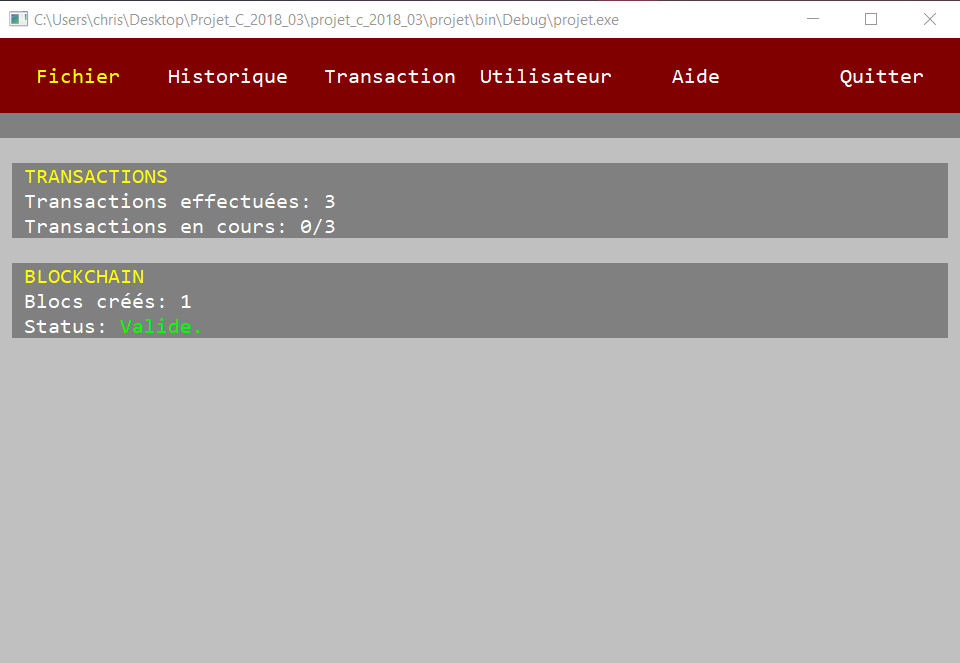 C:\Users\chris\Desktop\Projet_C_2018_03\projet_c_2018_03\projet\bin\Debug\projet.exe
Fichier Historique Transaction Utilisateur Aide Quitter
TRANSACTIONS
Transactions effectuées: 3
Transactions en cours: 0/3
BLOCKCHAIN
Blocs créés: 1
Status: Valide.